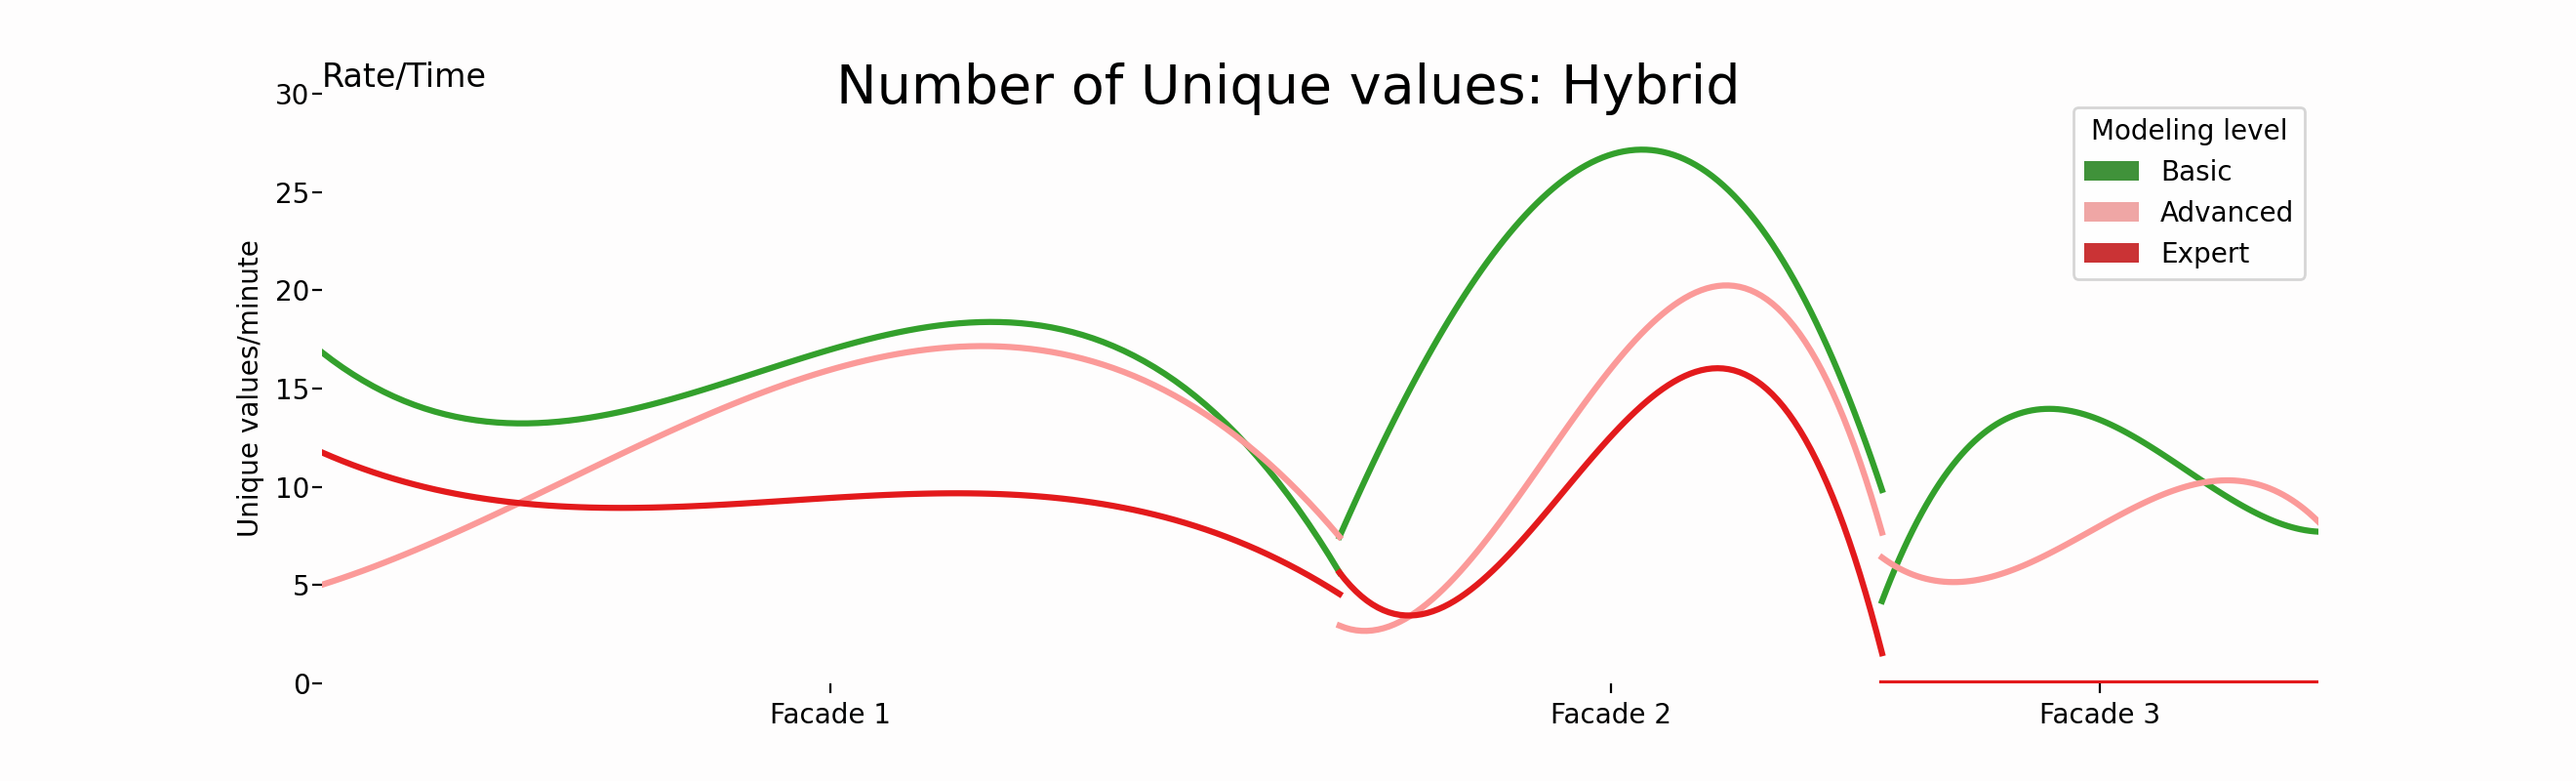 Rate/Time
Number of Unique values: Hybrid
Unique values/minute
30
25
20
15
10
5
0
Modeling level
Basic
Advanced
Expert
Facade 1
Facade 2
Facade 3